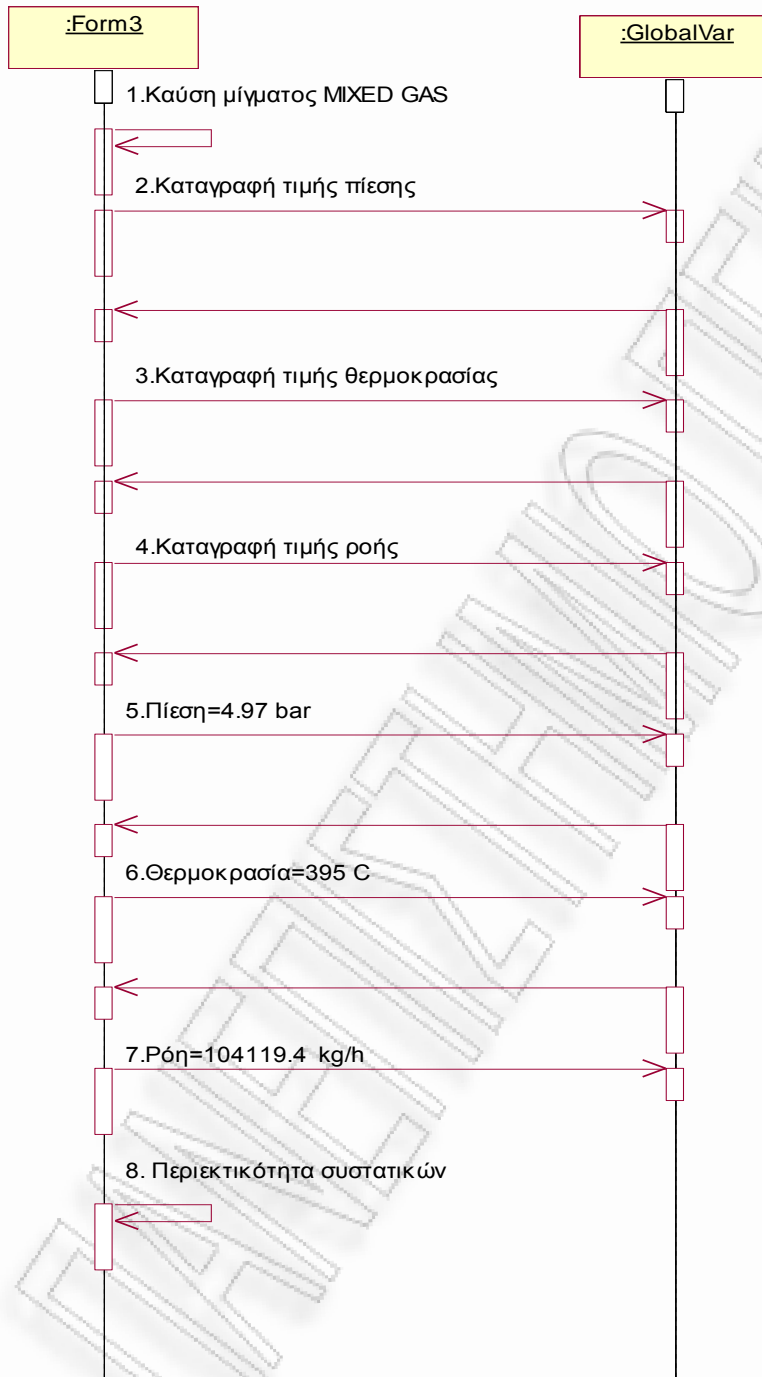 :Form3
:GlobalVar
1.Καύση μίγματος MIXED GAS
2.Καταγραφή τιμής πίεσης
3.Καταγραφή τιμής θερμοκρασίας
4.Καταγραφή τιμής ροής
5.Πίεση=4.97 bar
6.Θερμοκρασία=395 C
7.Ρόη=104119.4 kg/h
8. Περιεκτικότητα συστατικών